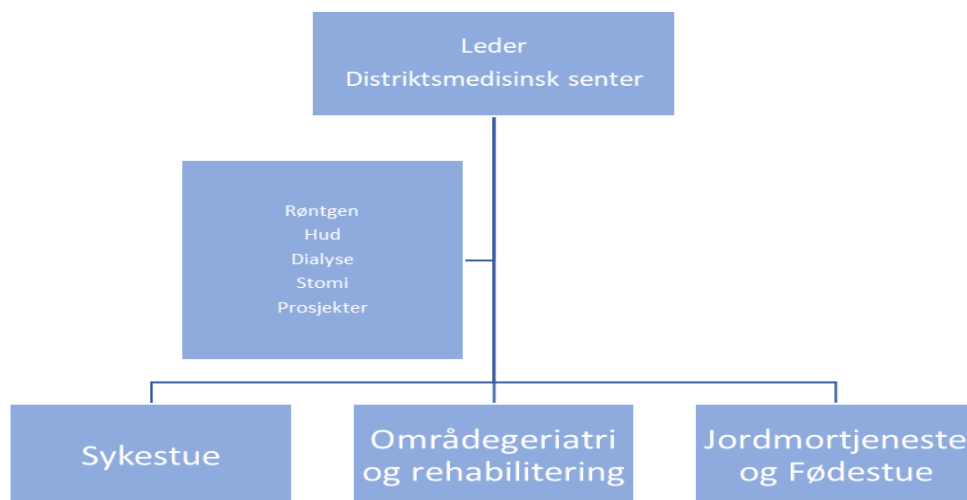 Leder
Distriktsmedisinsk senter
Røntgen
Hud
Dialyse
Stomi
Prosjekter
Sykestue
Områdegeriatri
og rehabilitering
Jordmortjeneste
og Fødestue